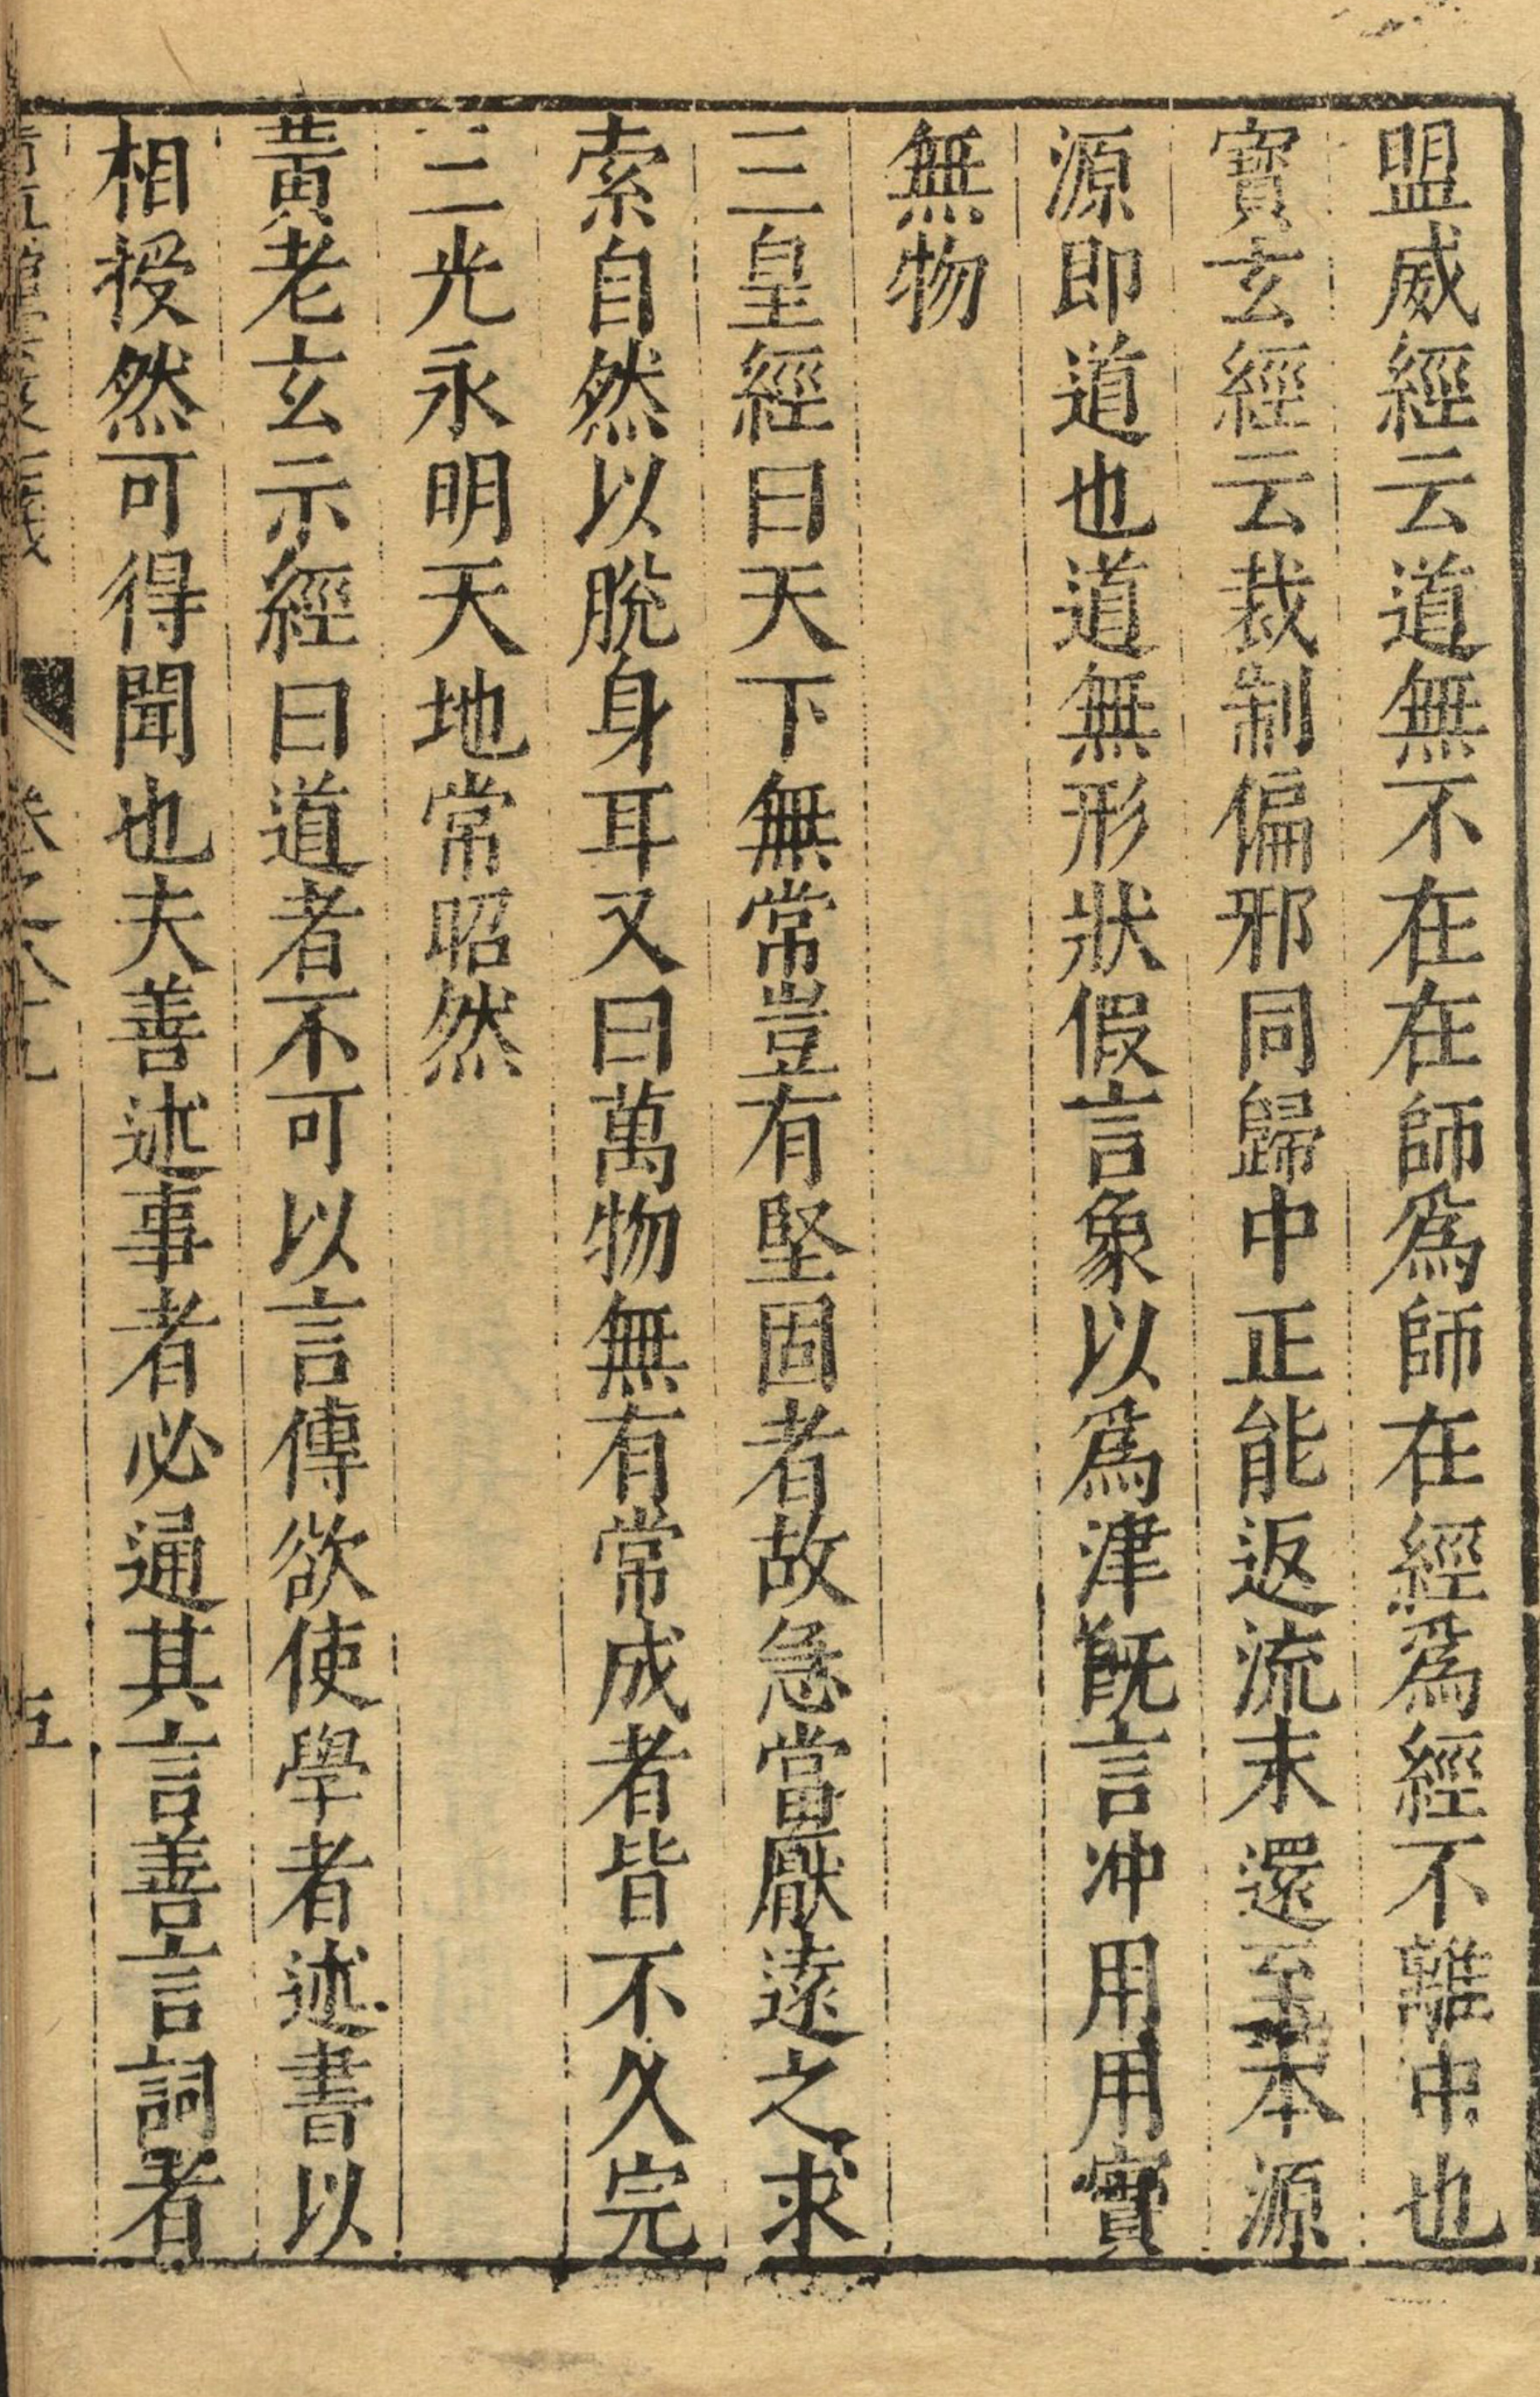 盟威經云道無不在在師爲師在經爲經不離中也
寶玄經云裁制偏邪同歸中正能返流末還至本源
源即道也道無形狀假言象以爲津旣言冲用用實
無物
三皇經曰天下無常豈有堅固者故急當厭遠之求
索自然以脫身耳又曰萬物無有常成者皆不久完
三光永明天地常昭然
黃老玄示經曰道者不可以言傳欲使學者述書以
相授然可得聞也夫善述事者必通其言善言詞者
卷之八十九
五